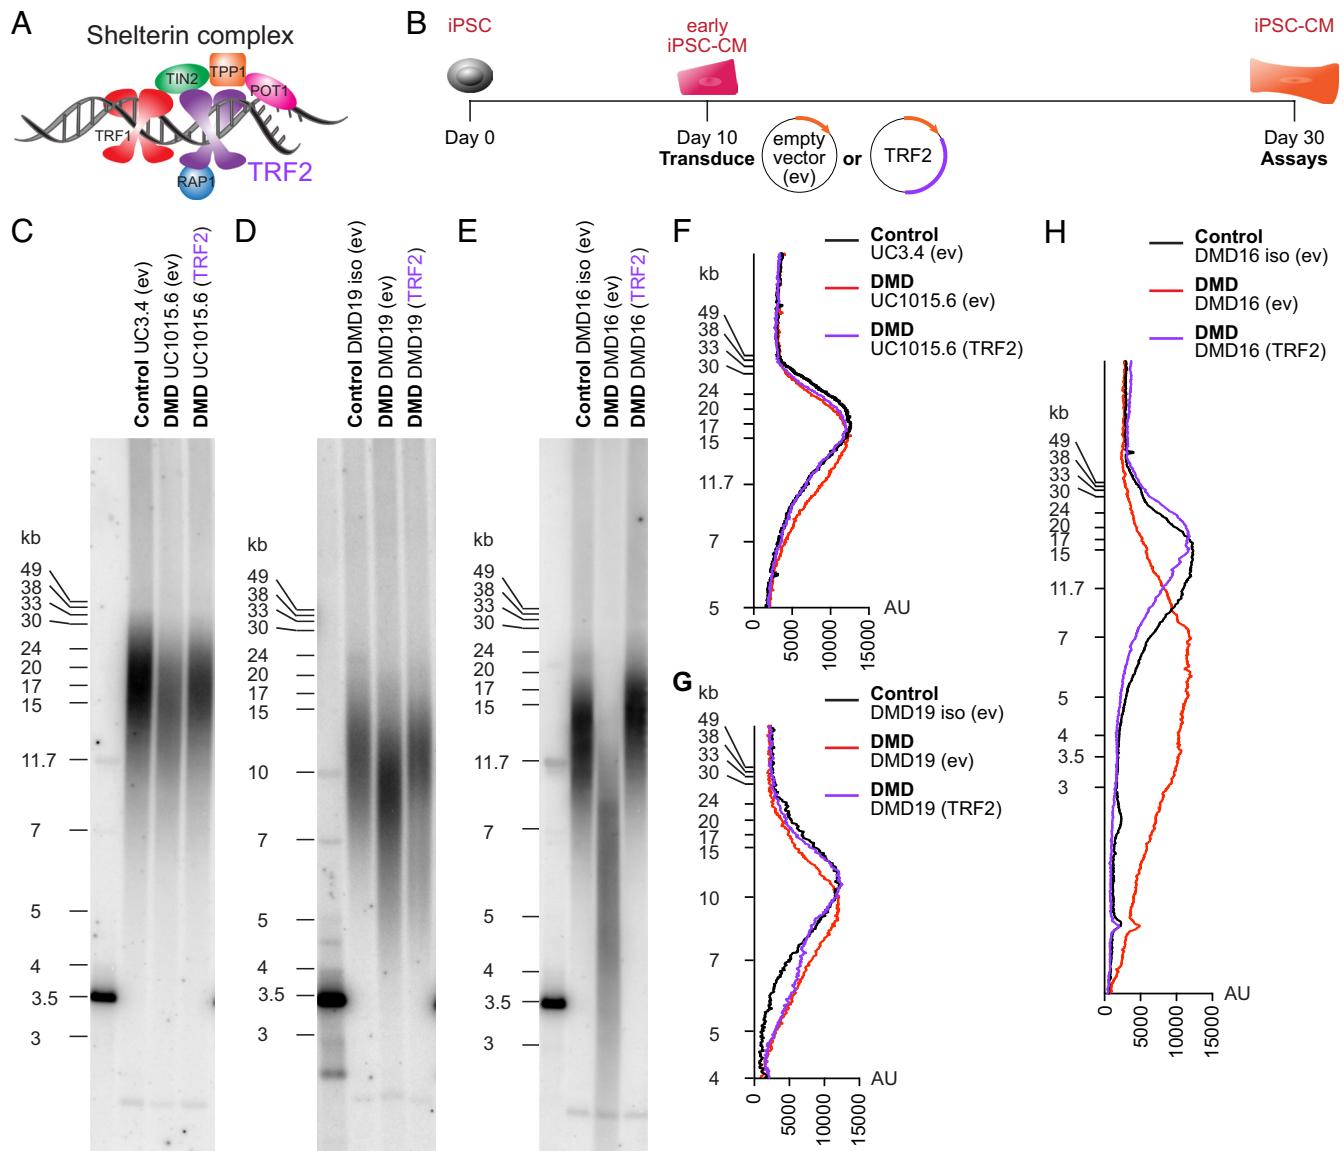 A
Shelterin complex
TIN2
TPP1
POT1
TRF1
RAP1
TRF2
B
iPSC
early
iPSC-CM
iPSC-CM
Day 0
Day 10
Transduce
empty
vector
(ev)
or
TRF2
Day 30
Assays
C
Control UC3.4 (ev)
DMD UC1015.6 (ev)
DMD UC1015.6 (TRF2)
kb
49
38
33
30
24
20
17
15
11.7
7
5
4
3.5
3
D
Control DMD19 iso (ev)
DMD DMD19 (ev)
DMD DMD19 (TRF2)
kb
49
38
33
30
24
20
17
15
10
7
5
4
3.5
3
E
Control DMD16 iso (ev)
DMD DMD16 (ev)
DMD DMD16 (TRF2)
kb
49
38
33
30
24
20
17
15
11.7
7
5
4
3.5
3
F
Control
UC3.4 (ev)
DMD
UC1015.6 (ev)
DMD
UC1015.6 (TRF2)
kb
49
38
33
30
24
20
17
15
11.7
7
5
AU
0
5000
10000
15000
G
Control
DMD19 iso (ev)
DMD
DMD19 (ev)
DMD
DMD19 (TRF2)
kb
49
38
33
30
24
20
17
15
10
7
5
4
AU
0
5000
10000
15000
H
Control
DMD16 iso (ev)
DMD
DMD16 (ev)
DMD
DMD16 (TRF2)
kb
49
38
33
30
24
20
17
15
11.7
7
5
4
3.5
3
AU
0
5000
10000
15000